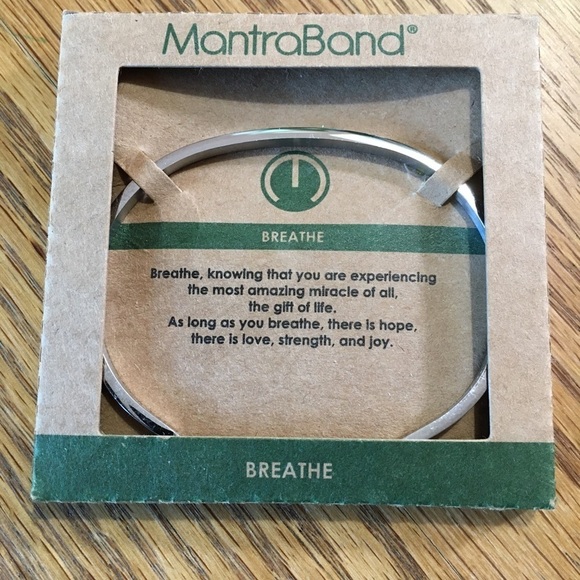 MantraBand®
BREATHE
Breathe, knowing that you are experiencing
the most amazing miracle of all,
the gift of life.
As long as you breathe, there is hope,
there is love, strength, and joy.
BREATHE